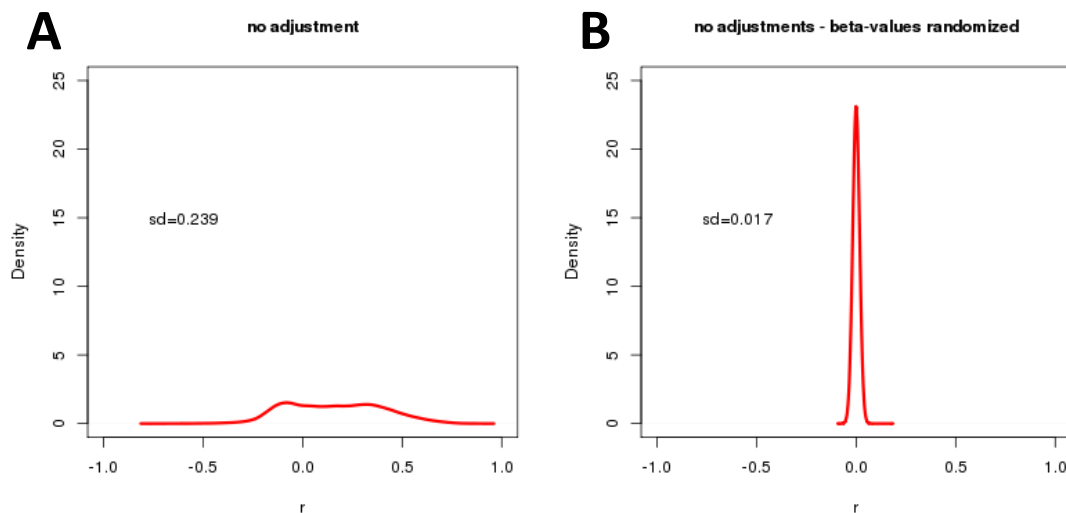 A
no adjustment
25
20
15
10
5
0
Density
sd=0.239
-1.0 -0.5 0.0 0.5 1.0
r
B
no adjustments - beta-values randomized
25
20
15
10
5
0
Density
sd=0.017
-1.0 -0.5 0.0 0.5 1.0
r